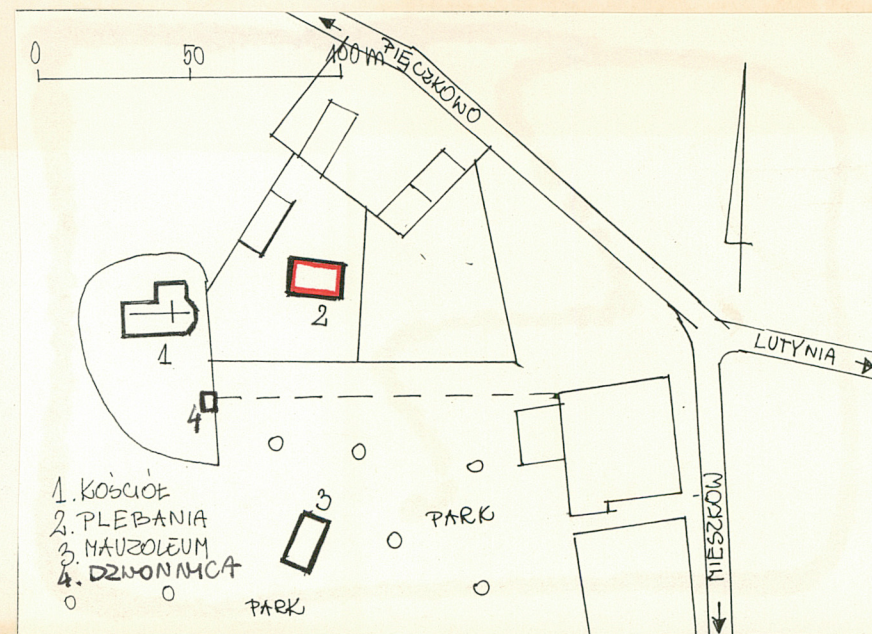 0 50 100 m
PIĘCZKOWO
2
1
LUTYNIA
4
3
1. KOŚCIÓŁ
2. PLEBANIA
3. MAUZOLEUM
4. DZWONNICA
PARK
MIESZKÓW
PARK